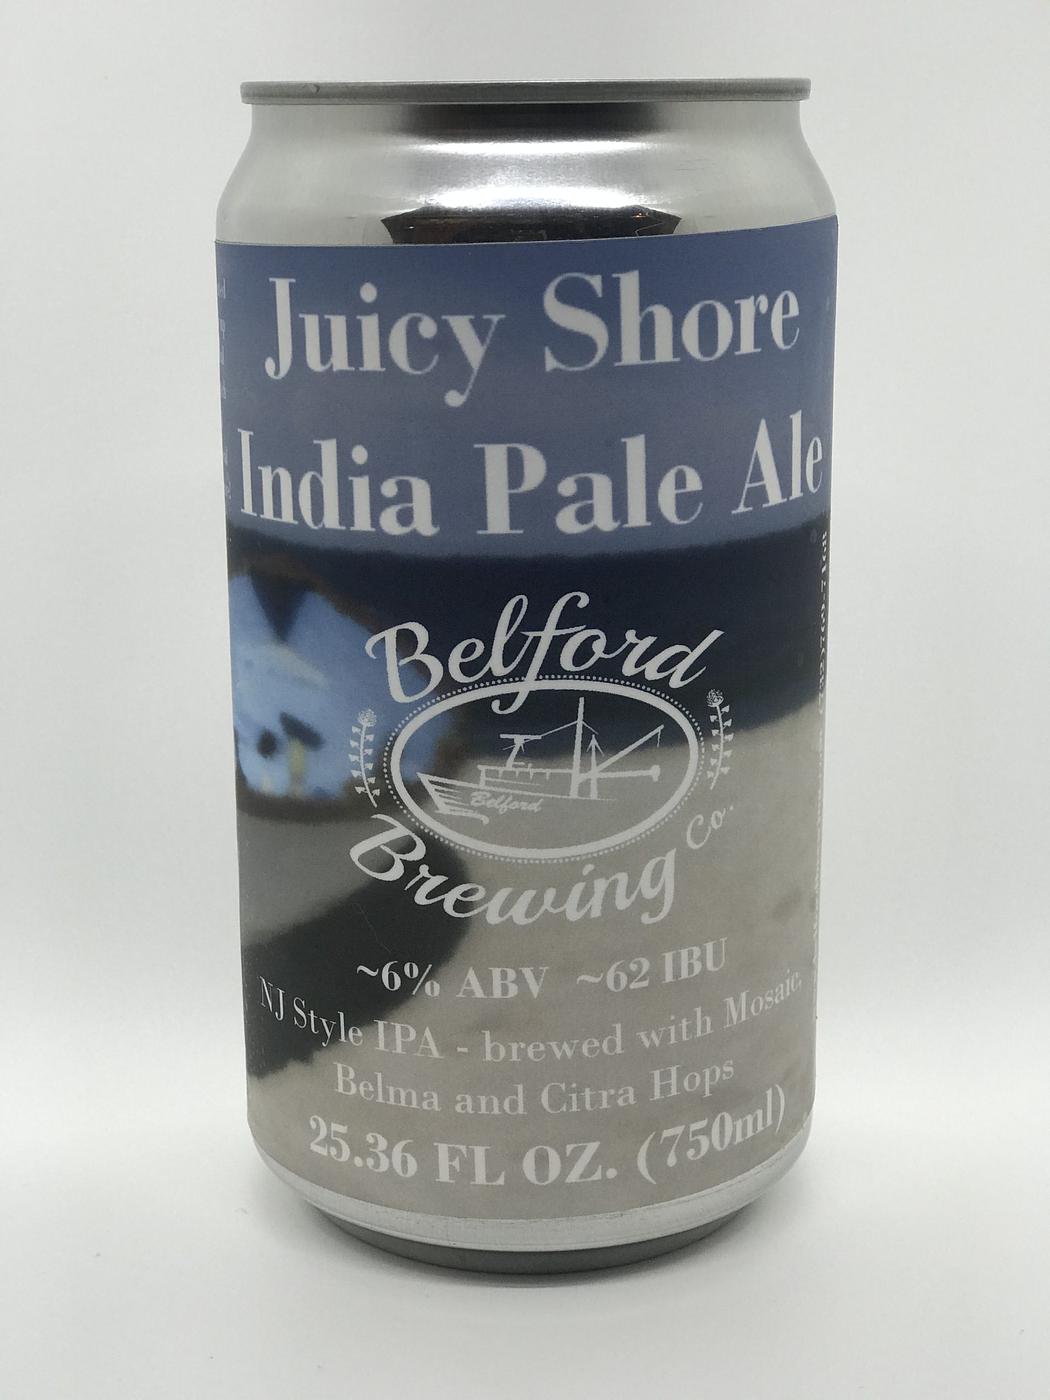 Juicy Shore
India Pale Ale
Belford
Belford
Brewing Co.
~6% ABV ~62 IBU
NJ Style IPA - brewed with Mosaic,
Belma and Citra Hops
25.36 FL OZ. (750ml)